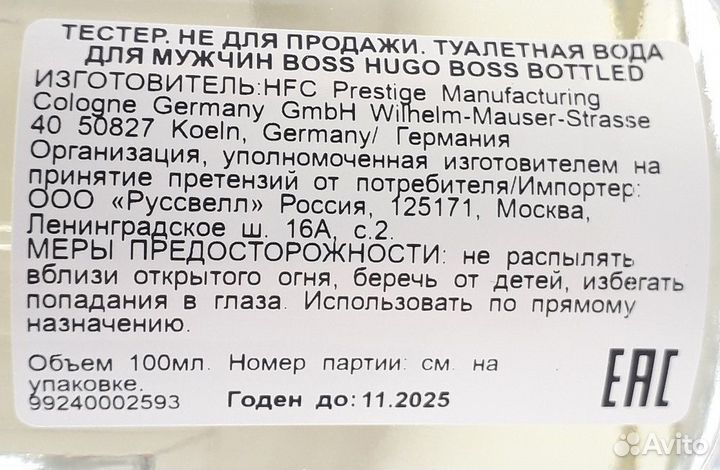 ТЕСТЕР. НЕ ДЛЯ ПРОДАЖИ. ТУАЛЕТНАЯ ВОДА
ДЛЯ МУЖЧИН BOSS HUGO BOSS BOTTLED
ИЗГОТОВИТЕЛЬ:HFC Prestige Manufacturing
Cologne Germany GmbH Wilhelm-Mauser-Strasse
40 50827 Koeln, Germany/ Германия
Организация, уполномоченная изготовителем на
принятие претензий от потребителя/Импортер:
ООО «Руссвелл» Россия, 125171, Москва,
Ленинградское ш. 16А, с.2.
МЕРЫ ПРЕДОСТОРОЖНОСТИ: не распылять
вблизи открытого огня, беречь от детей, избегать
попадания в глаза. Использовать по прямому
назначению.
Объем 100мл. Номер партии: см. на
упаковке.
99240002593 Годен до: 11.2025
EAC
Avito